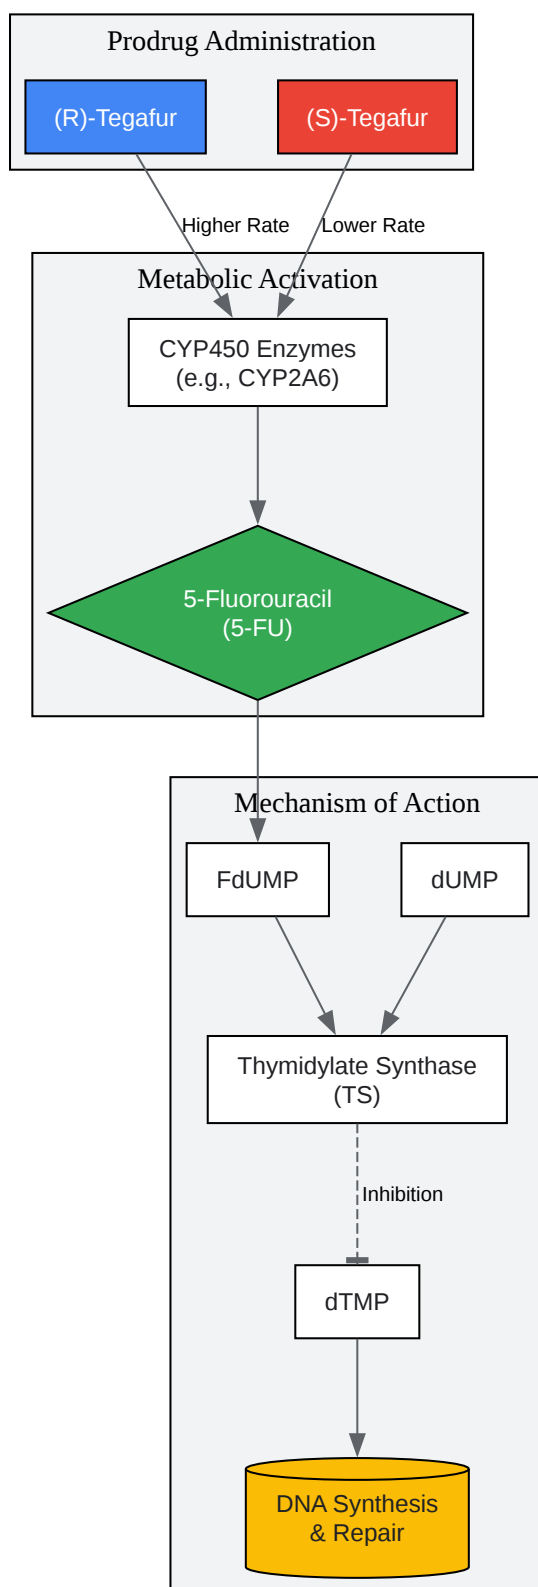 Prodrug Administration
(R)-Tegafur
(S)-Tegafur
Higher Rate
Lower Rate
Metabolic Activation
CYP450 Enzymes
(e.g., CYP2A6)
5-Fluorouracil
(5-FU)
Mechanism of Action
FdUMP
dUMP
Thymidylate Synthase
(TS)
Inhibition
dTMP
DNA Synthesis
& Repair